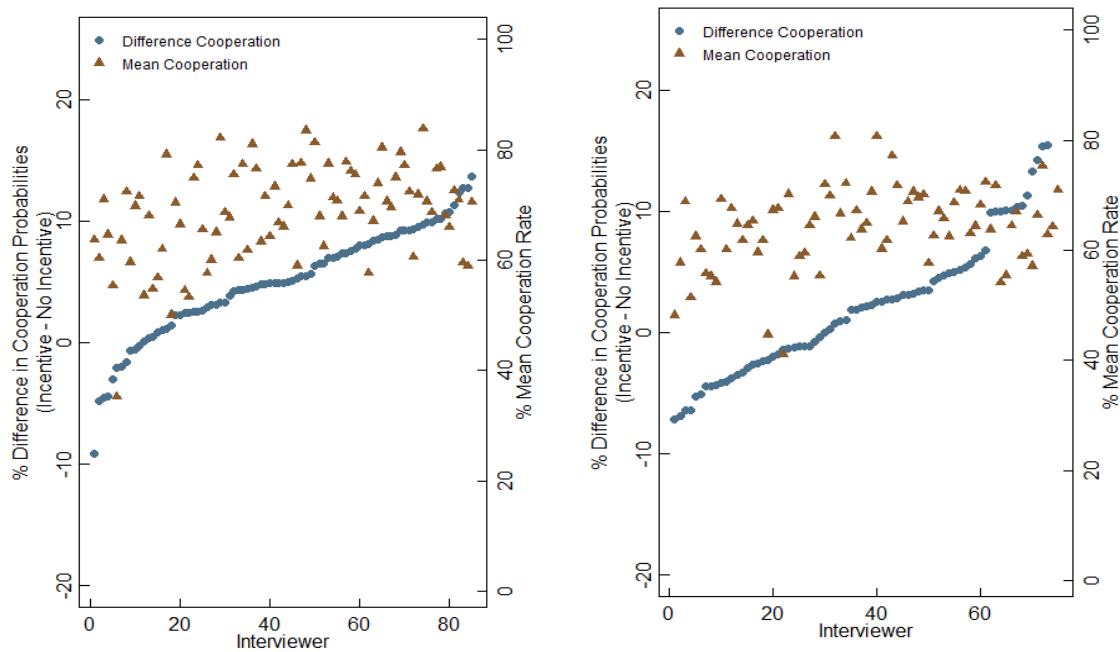 Difference Cooperation
Mean Cooperation
% Difference in Cooperation Probabilities
(Incentive - No Incentive)
20
10
0
-10
-20
0
20
40
60
80
Interviewer
100
80
60
40
20
0
% Mean Cooperation Rate
Difference Cooperation
Mean Cooperation
% Difference in Cooperation Probabilities
(Incentive - No Incentive)
20
10
0
-10
-20
0
20
40
60
Interviewer
100
80
60
40
20
0
% Mean Cooperation Rate